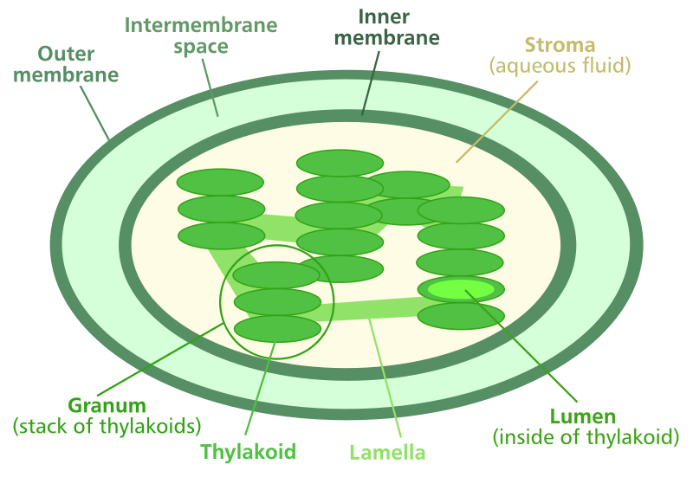 Outer
membrane
Intermembrane
space
Inner
membrane
Stroma
(aqueous fluid)
Granum
(stack of thylakoids)
Thylakoid
Lamella
Lumen
(inside of thylakoid)